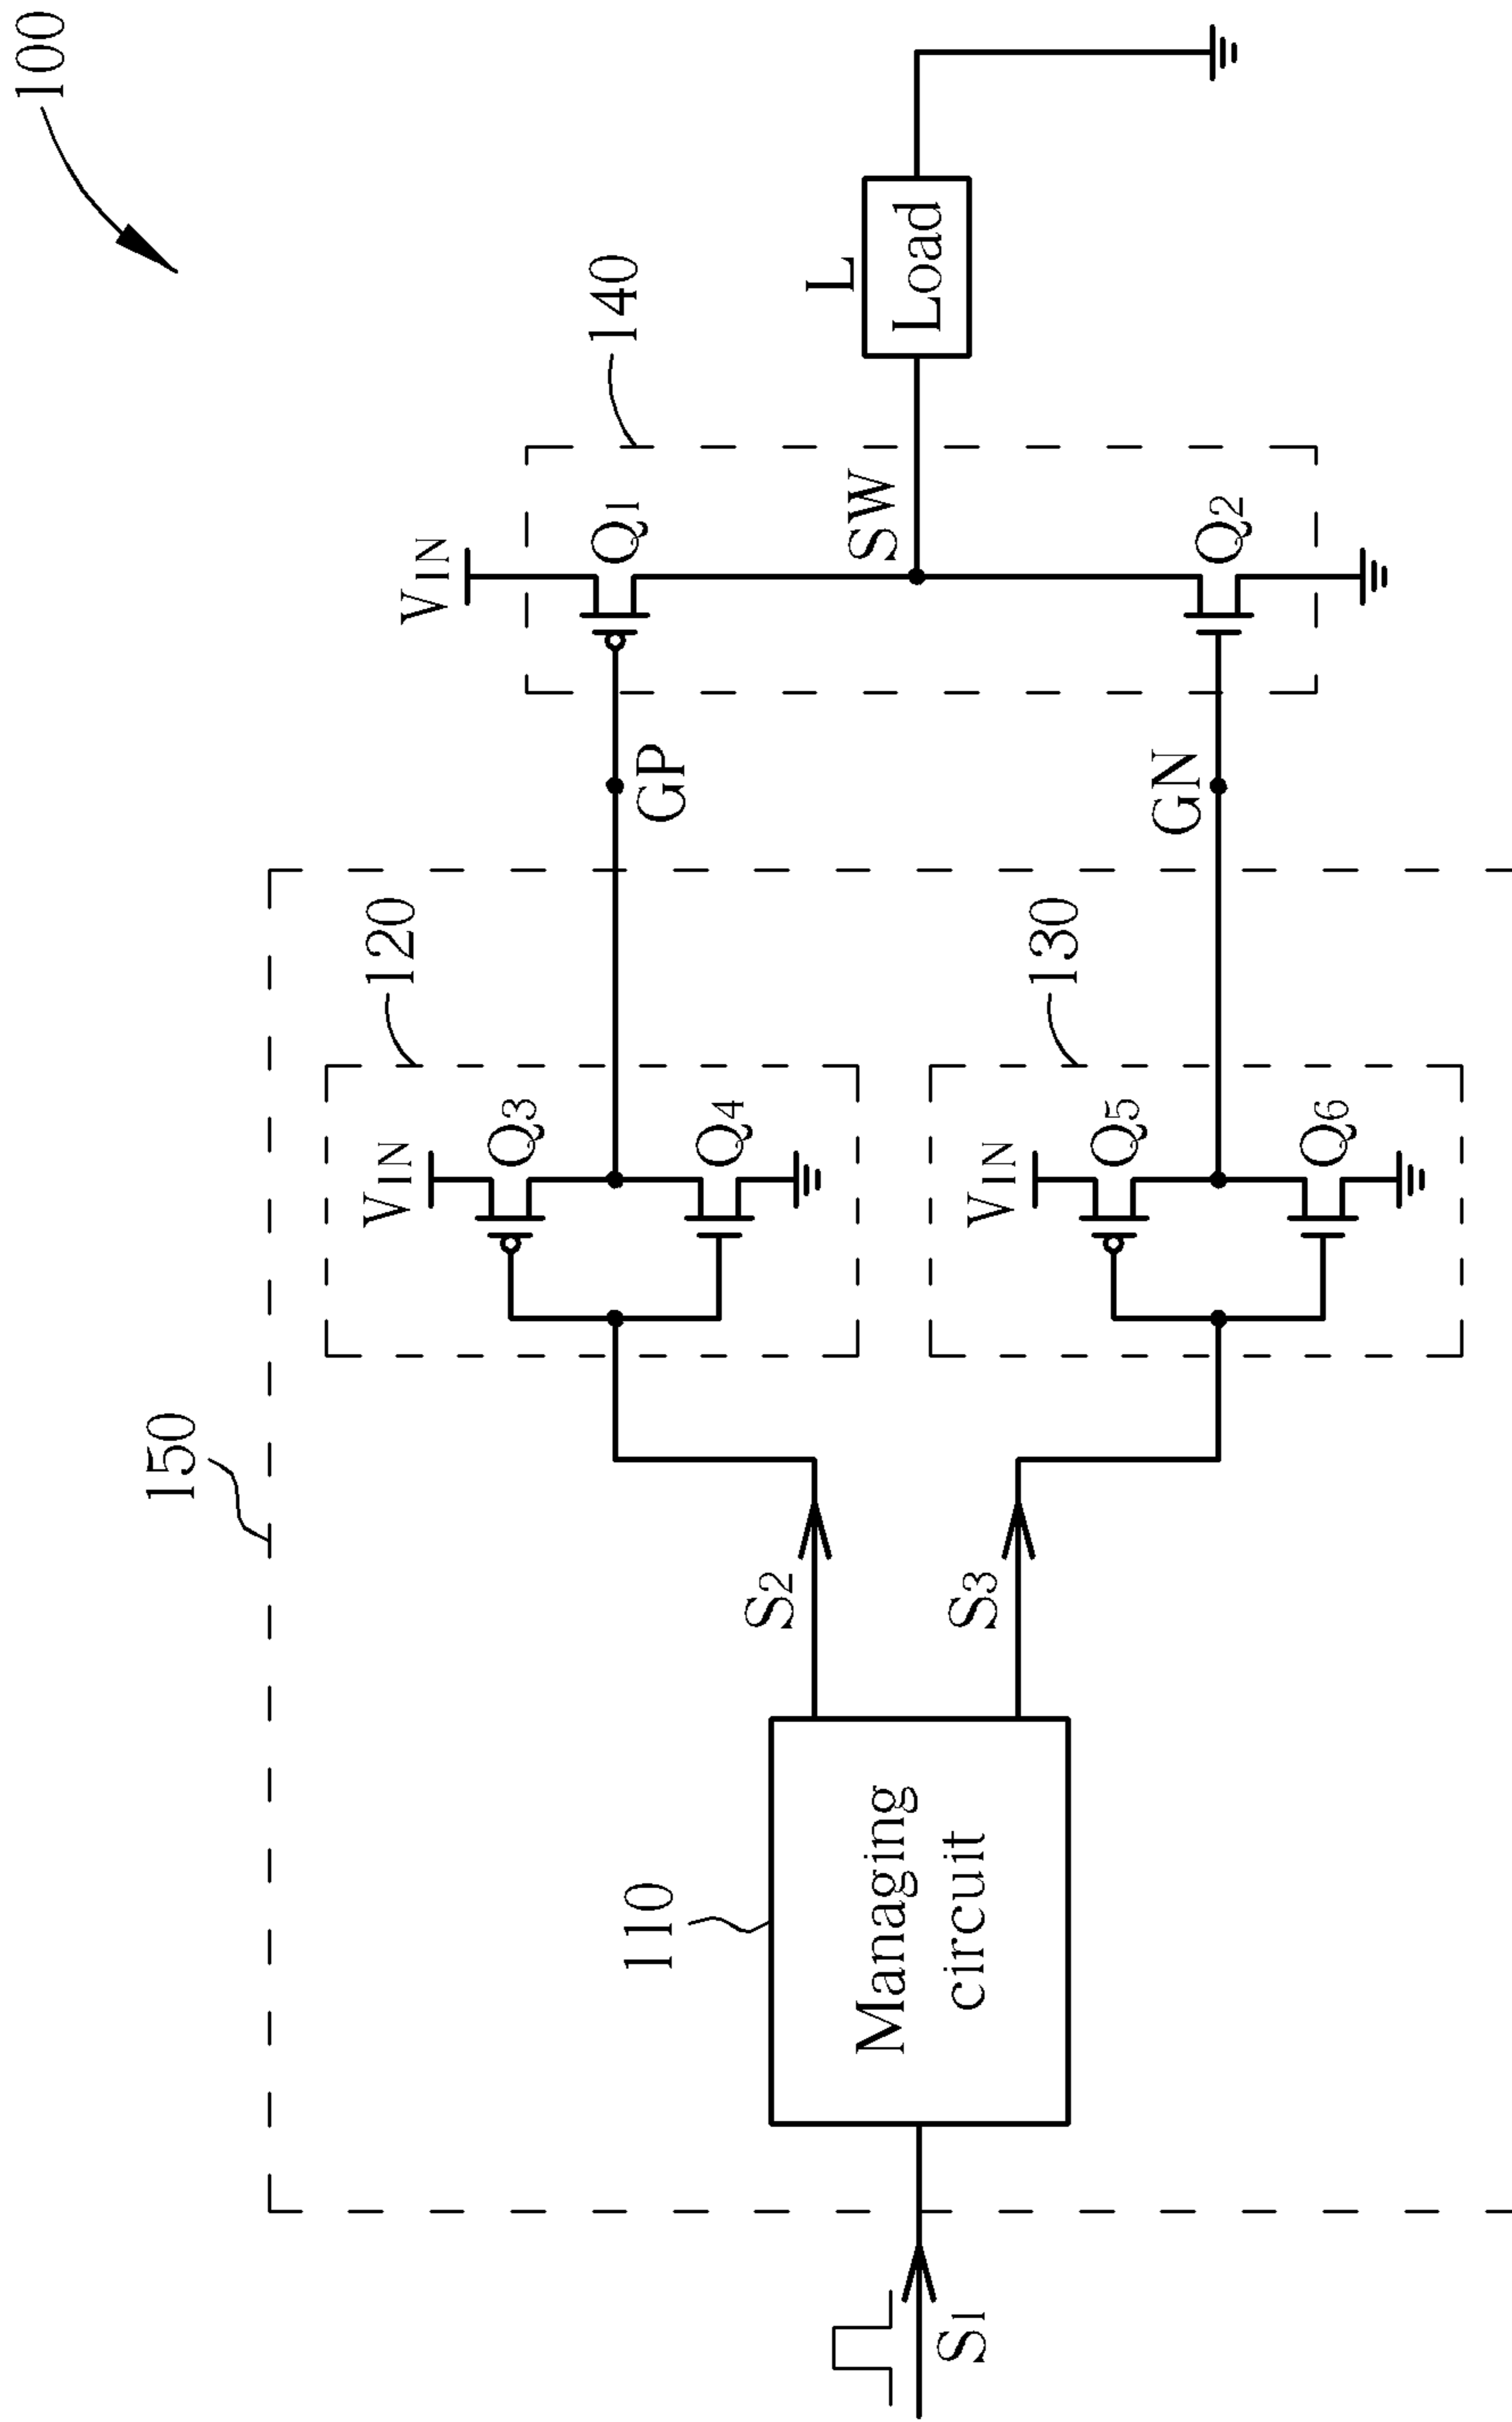 100
150
120
140
VIN
Q1
VIN
Q3
GP
Q4
110
S2
L
Load
SW
Managing
circuit
S1
S3
130
VIN
Q5
GN
Q2
Q6